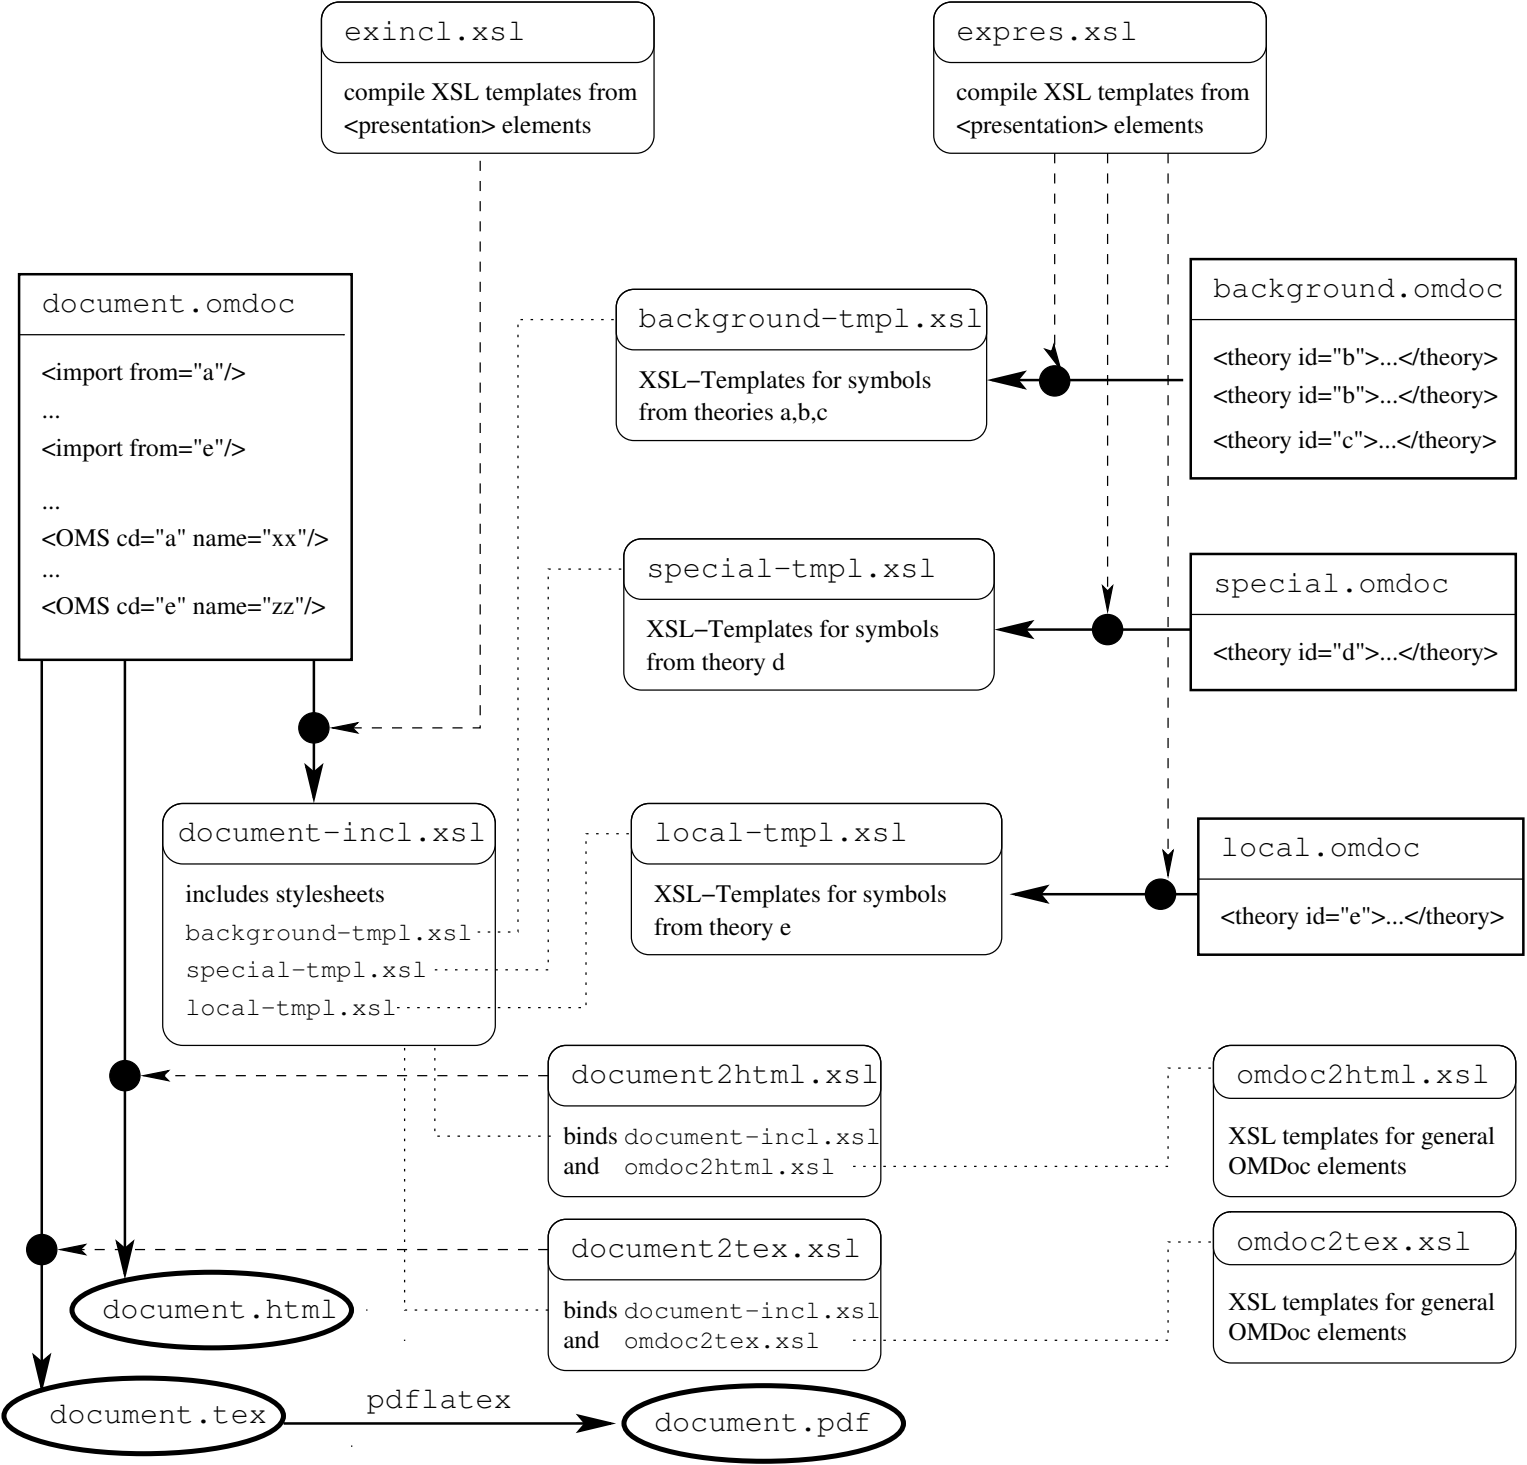 exincl.xsl
compile XSL templates from
<presentation> elements
expres.xsl
compile XSL templates from
<presentation> elements
document.omdoc
<import from="a"/>
...
<import from="e"/>
...
<OMS cd="a" name="xx"/>
...
<OMS cd="e" name="zz"/>
background-tmpl.xsl
XSL−Templates for symbols
from theories a,b,c
background.omdoc
<theory id="b">...</theory>
<theory id="b">...</theory>
<theory id="c">...</theory>
special-tmpl.xsl
XSL−Templates for symbols
from theory d
special.omdoc
<theory id="d">...</theory>
document-incl.xsl
includes stylesheets
background-tmpl.xsl
special-tmpl.xsl
local-tmpl.xsl
local-tmpl.xsl
XSL−Templates for symbols
from theory e
local.omdoc
<theory id="e">...</theory>
document2html.xsl
binds document-incl.xsl
and omdoc2html.xsl
omdoc2html.xsl
XSL templates for general
OMDoc elements
document2tex.xsl
binds document-incl.xsl
and omdoc2tex.xsl
omdoc2tex.xsl
XSL templates for general
OMDoc elements
document.html
document.tex
pdflatex
document.pdf